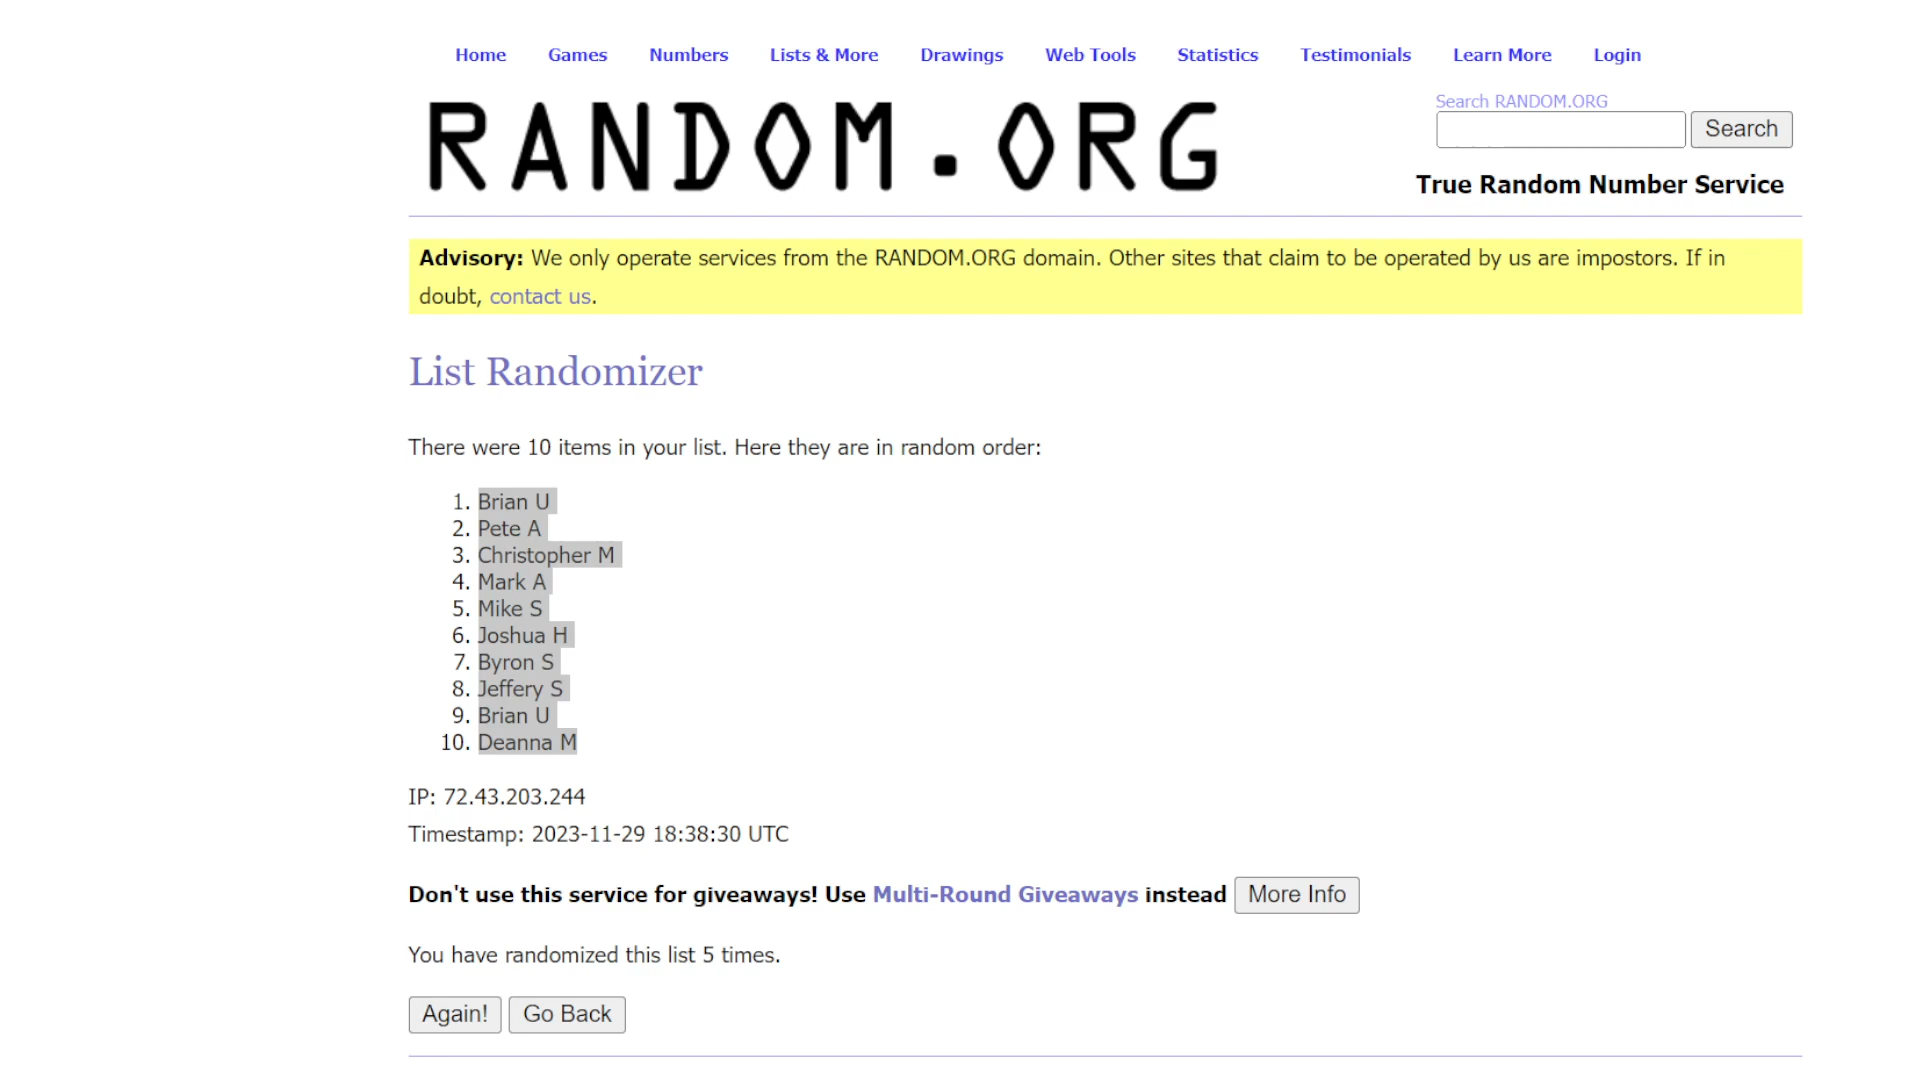 Home Games Numbers Lists & More Drawings Web Tools Statistics Testimonials Learn More Login
RANDOM.ORG
Search RANDOM.ORG
Search
True Random Number Service
Advisory: We only operate services from the RANDOM.ORG domain. Other sites that claim to be operated by us are impostors. If in
doubt, contact us.
List Randomizer
There were 10 items in your list. Here they are in random order:
1. Brian U
2. Pete A
3. Christopher M
4. Mark A
5. Mike S
6. Joshua H
7. Byron S
8. Jeffery S
9. Brian U
10. Deanna M
IP: 72.43.203.244
Timestamp: 2023-11-29 18:38:30 UTC
Don't use this service for giveaways! Use Multi-Round Giveaways instead More Info
You have randomized this list 5 times.
Again! Go Back